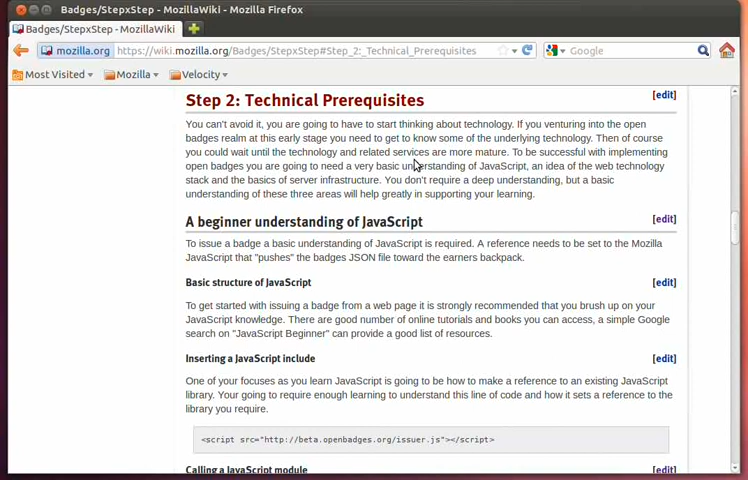 Badges/StepxStep - MozillaWiki - Mozilla Firefox
Badges/StepxStep - MozillaWiki
mozilla.org https://wiki.mozilla.org/Badges/StepxStep#Step_2:_Technical_Prerequisites Google
Most Visited Mozilla Velocity
Step 2: Technical Prerequisites [edit]
You can't avoid it, you are going to have to start thinking about technology. If you venturing into the open
badges realm at this early stage you need to get to know some of the underlying technology. Then of course
you could wait until the technology and related services are more mature. To be successful with implementing
open badges you are going to need a very basic understanding of JavaScript, an idea of the web technology
stack and the basics of server infrastructure. You don't require a deep understanding, but a basic
understanding of these three areas will help greatly in supporting your learning.
A beginner understanding of JavaScript [edit]
To issue a badge a basic understanding of JavaScript is required. A reference needs to be set to the Mozilla
JavaScript that "pushes" the badges JSON file toward the earners backpack.
Basic structure of JavaScript [edit]
To get started with issuing a badge from a web page it is strongly recommended that you brush up on your
JavaScript knowledge. There are good number of online tutorials and books you can access, a simple Google
search on "JavaScript Beginner" can provide a good list of resources.
Inserting a JavaScript include [edit]
One of your focuses as you learn JavaScript is going to be how to make a reference to an existing JavaScript
library. Your going to require enough learning to understand this line of code and how it sets a reference to the
library you require.
<script src="http://beta.openbadges.org/issuer.js"></script>
Calling a JavaScript module [edit]